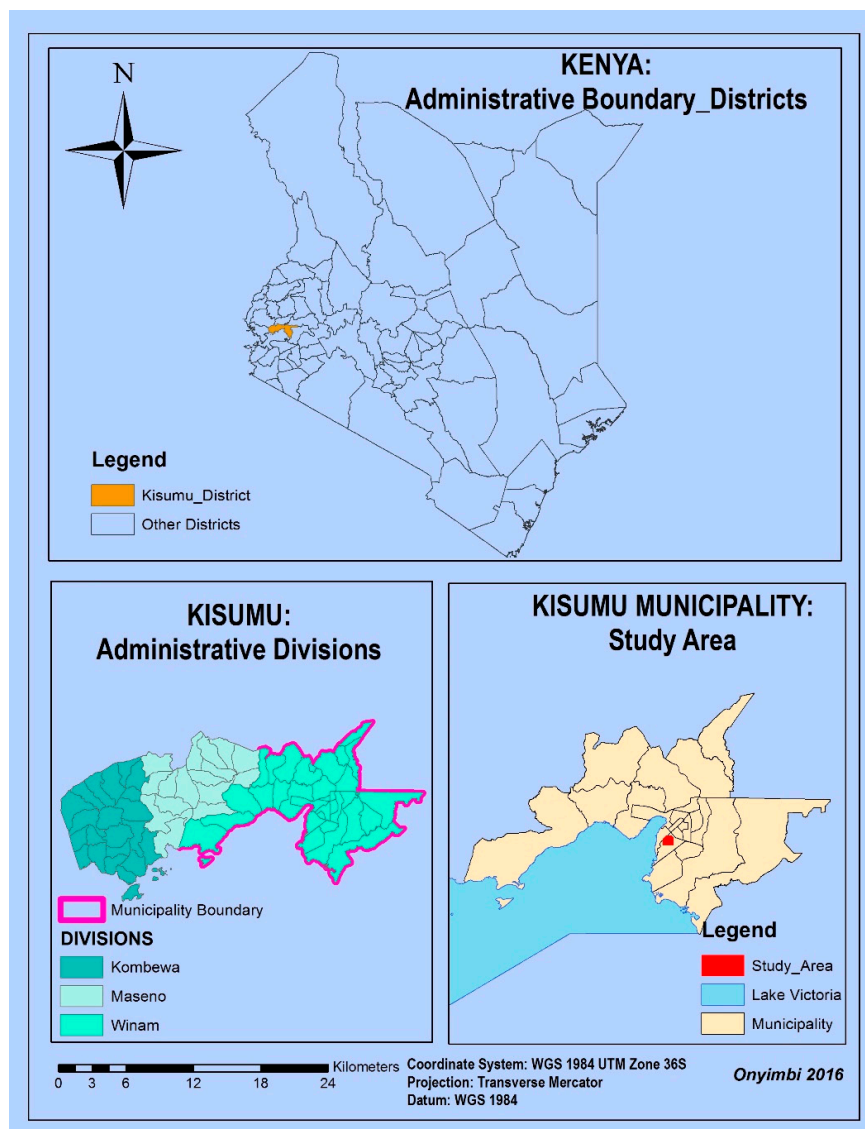 KENYA:
Administrative Boundary_Districts
N
Legend
Kisumu_District
Other Districts
KISUMU:
Administrative Divisions
Municipality Boundary
DIVISIONS
Kombewa
Maseno
Winam
KISUMU MUNICIPALITY:
Study Area
Legend
Study_Area
Lake Victoria
Municipality
Kilometers
0 3 6 12 18 24
Coordinate System: WGS 1984 UTM Zone 36S
Projection: Transverse Mercator
Datum: WGS 1984
Onyimbi 2016